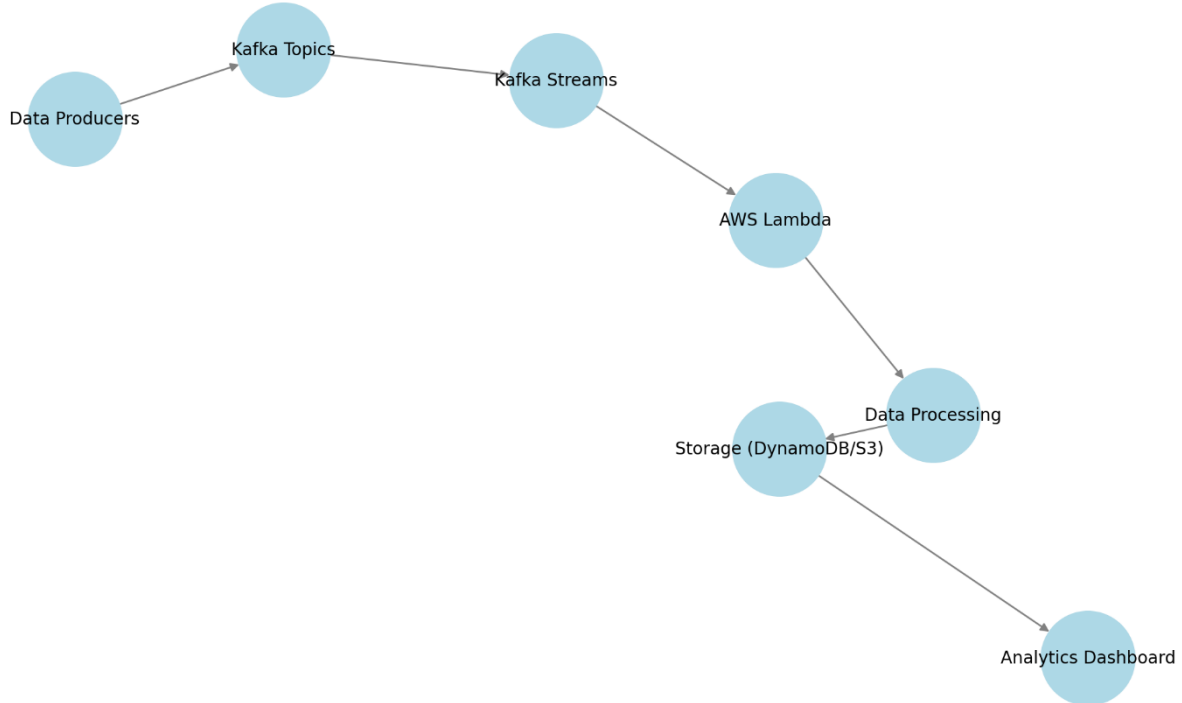 Kafka Topics
Kafka Streams
Data Producers
AWS Lambda
Data Processing
Storage (DynamoDB/S3)
Analytics Dashboard